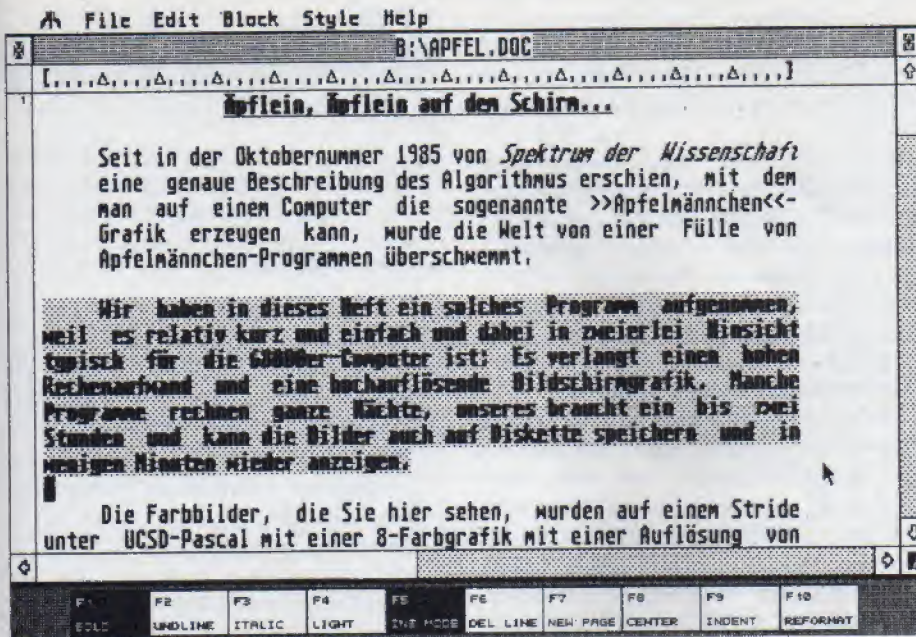 File Edit Block Style Help
B:\APFEL.DOC
1
Äpflein, Äpflein auf dem Schirm...
Seit in der Oktobernummer 1985 von Spektrum der Wissenschaft
eine genaue Beschreibung des Algorithmus erschien, mit dem
man auf einem Computer die sogenannte >>Apfelmännchen<<-
Grafik erzeugen kann, wurde die Welt von einer Fülle von
Apfelmännchen-Programmen überschwemmt.
Wir haben in dieses Heft ein solches Programm aufgenommen,
weil es relativ kurz und einfach und dabei in zweierlei Hinsicht
typisch für die 68000er-Computer ist: Es verlangt einen hohen
Rechenaufwand und eine hochauflösende Bildschirmgrafik. Manche
Programme rechnen ganze Nächte, unseres braucht ein bis zwei
Stunden und kann die Bilder auch auf Diskette speichern und in
wenigen Minuten wieder anzeigen.
Die Farbbilder, die Sie hier sehen, wurden auf einem Stride
unter UCSD-Pascal mit einer 8-Farbgrafik mit einer Auflösung von
F1 F2 F3 F4 F5 F6 F7 F8 F9 F10
BOLD UNDLINE ITALIC LIGHT INS MODE DEL LINE NEW PAGE CENTER INDENT REFORMAT